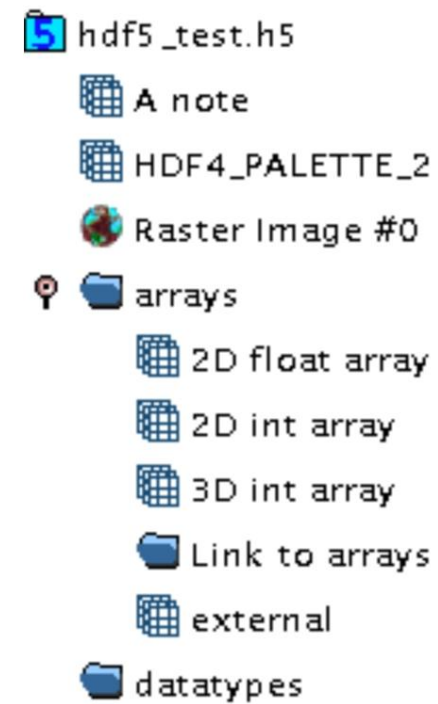 5 hdf5_test.h5
A note
HDF4_PALETTE_2
Raster Image #0
arrays
2D float array
2D int array
3D int array
Link to arrays
external
datatypes